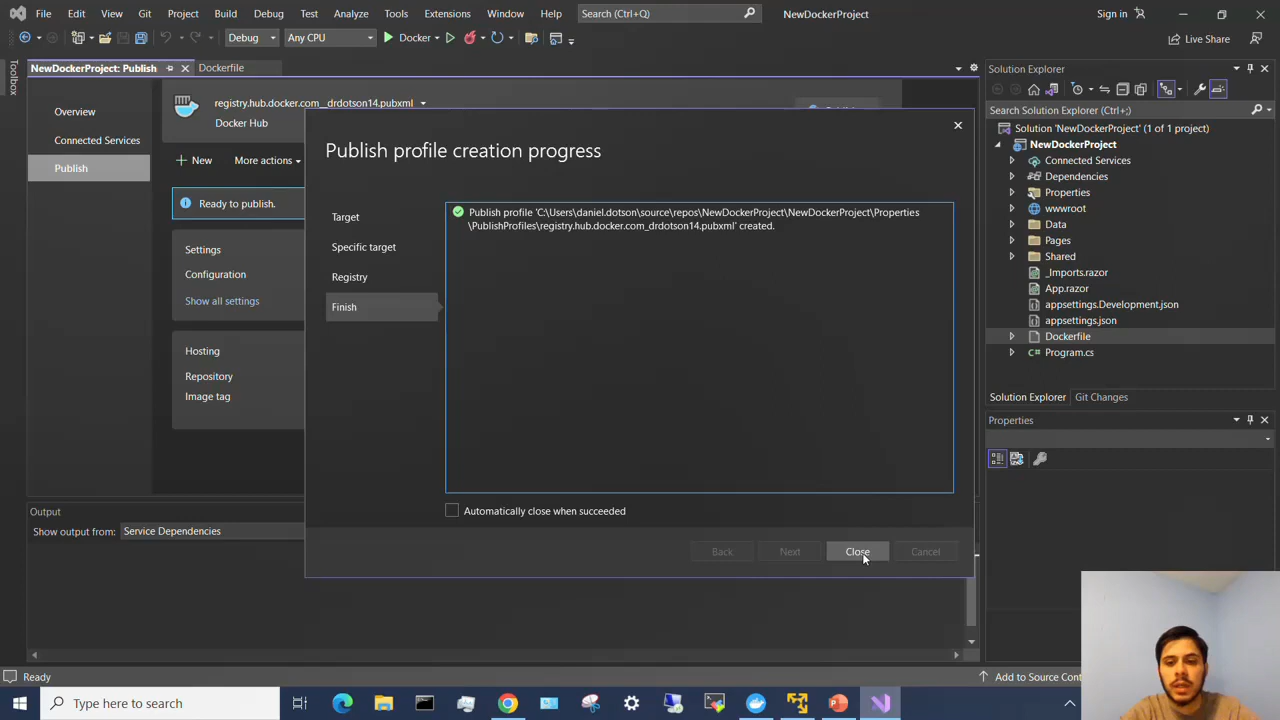 File Edit View Git Project Build Debug Test Analyze Tools Extensions Window Help Search (Ctrl+Q) NewDockerProject Sign in
Debug Any CPU Docker Live Share
Toolbox
NewDockerProject: Publish Dockerfile
Overview
Connected Services
Publish
registry.hub.docker.com__drdotson14.pubxml
Docker Hub
New More actions
Ready to publish.
Settings
Configuration
Show all settings
Hosting
Repository
Image tag
Publish profile creation progress
Target
Specific target
Registry
Finish
Publish profile 'C:\Users\daniel.dotson\source\repos\NewDockerProject\NewDockerProject\Properties
\PublishProfiles\registry.hub.docker.com_drdotson14.pubxml' created.
Automatically close when succeeded
Back Next Close Cancel
Output
Show output from: Service Dependencies
Solution Explorer
Search Solution Explorer (Ctrl+;)
Solution 'NewDockerProject' (1 of 1 project)
NewDockerProject
Connected Services
Dependencies
Properties
wwwroot
Data
Pages
Shared
_Imports.razor
App.razor
appsettings.Development.json
appsettings.json
Dockerfile
C# Program.cs
Solution Explorer Git Changes
Properties
Ready Add to Source Cont
Type here to search